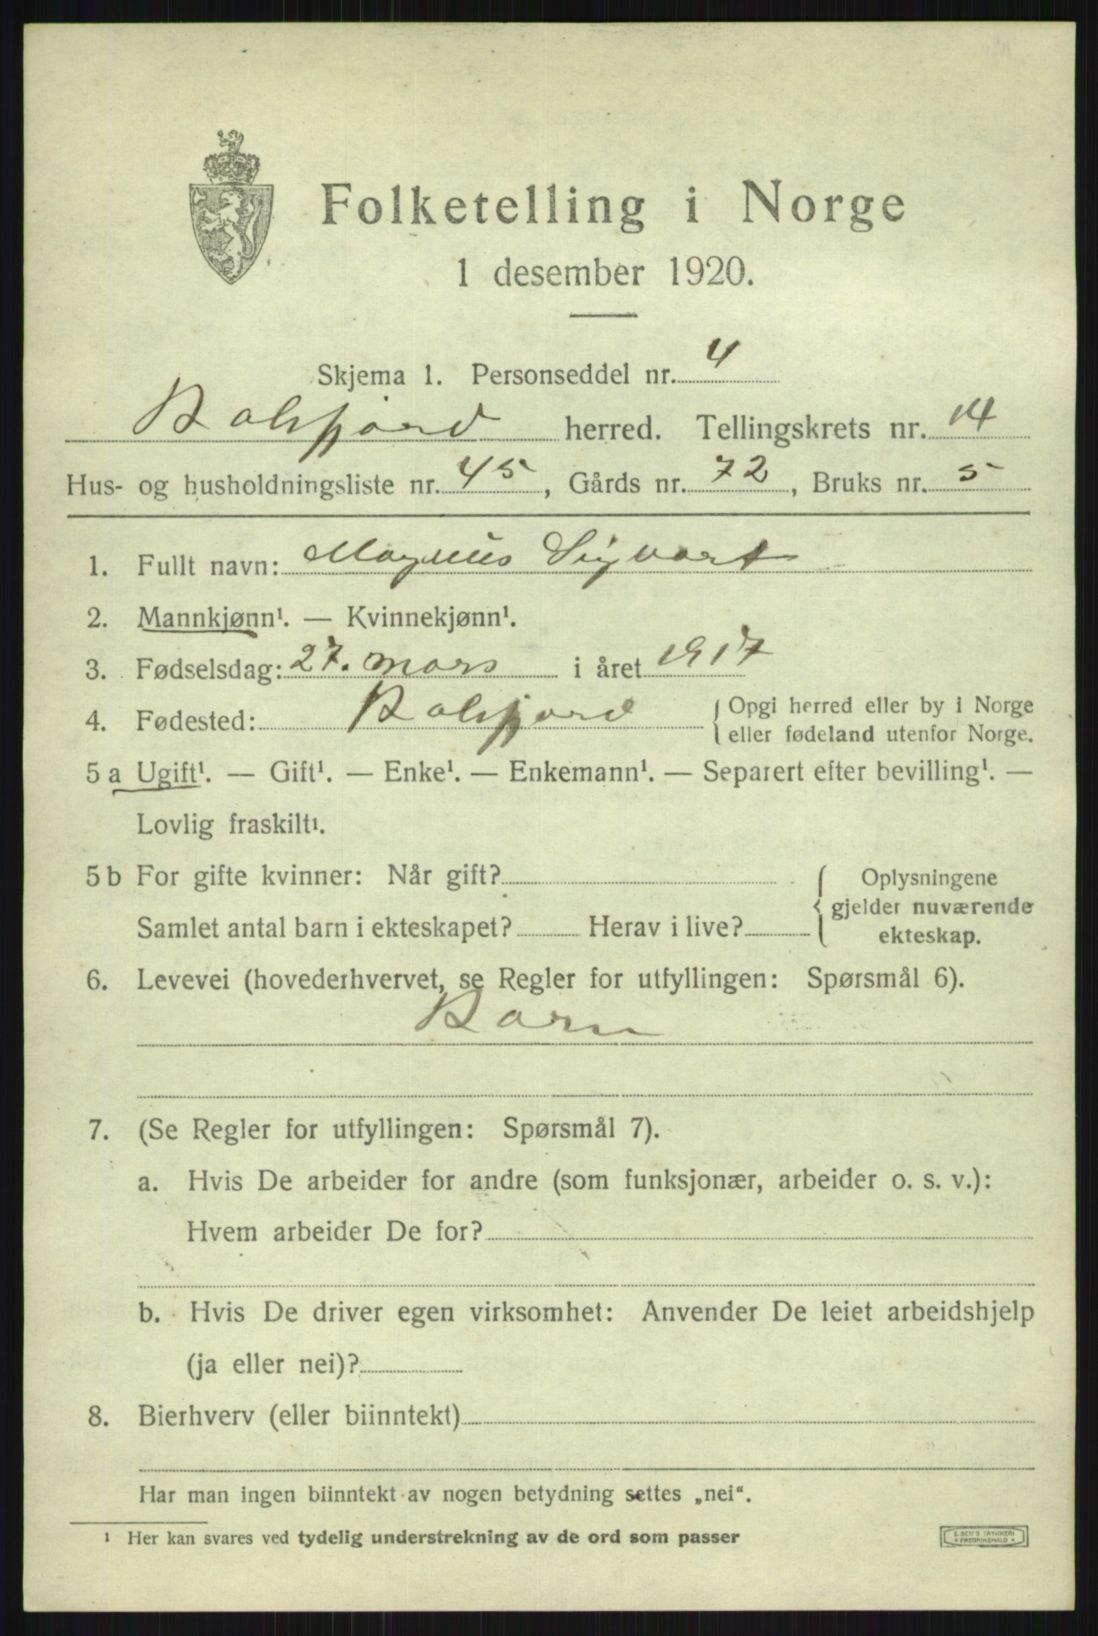 Folketelling i Norge
1 desember 1920.
Skjema 1. Personseddel nr. 4
Balsfjord herred. Tellingskrets nr. 14
Hus- og husholdningsliste nr. 45, Gårds nr. 72, Bruks nr. 5
1. Fullt navn: Magnus Sigvart
2. Mannkjønn¹. — Kvinnekjønn¹.
3. Fødselsdag: 27. mars i året 1917
4. Fødested: Balsfjord { Opgi herred eller by i Norge
eller fødeland utenfor Norge.
5 a Ugift¹. — Gift¹. — Enke¹. — Enkemann¹. — Separert efter bevilling¹. —
Lovlig fraskilt¹.
5 b For gifte kvinner: Når gift? { Oplysningene
gjelder nuværende
Samlet antal barn i ekteskapet? Herav i live? ekteskap.
6. Levevei (hovederhvervet, se Regler for utfyllingen: Spørsmål 6).
Barn
7. (Se Regler for utfyllingen: Spørsmål 7).
a. Hvis De arbeider for andre (som funksjonær, arbeider o. s. v.):
Hvem arbeider De for?
b. Hvis De driver egen virksomhet: Anvender De leiet arbeidshjelp
(ja eller nei)?
8. Bierhverv (eller biinntekt)
Har man ingen biinntekt av nogen betydning settes „nei“.
¹ Her kan svares ved tydelig understrekning av de ord som passer